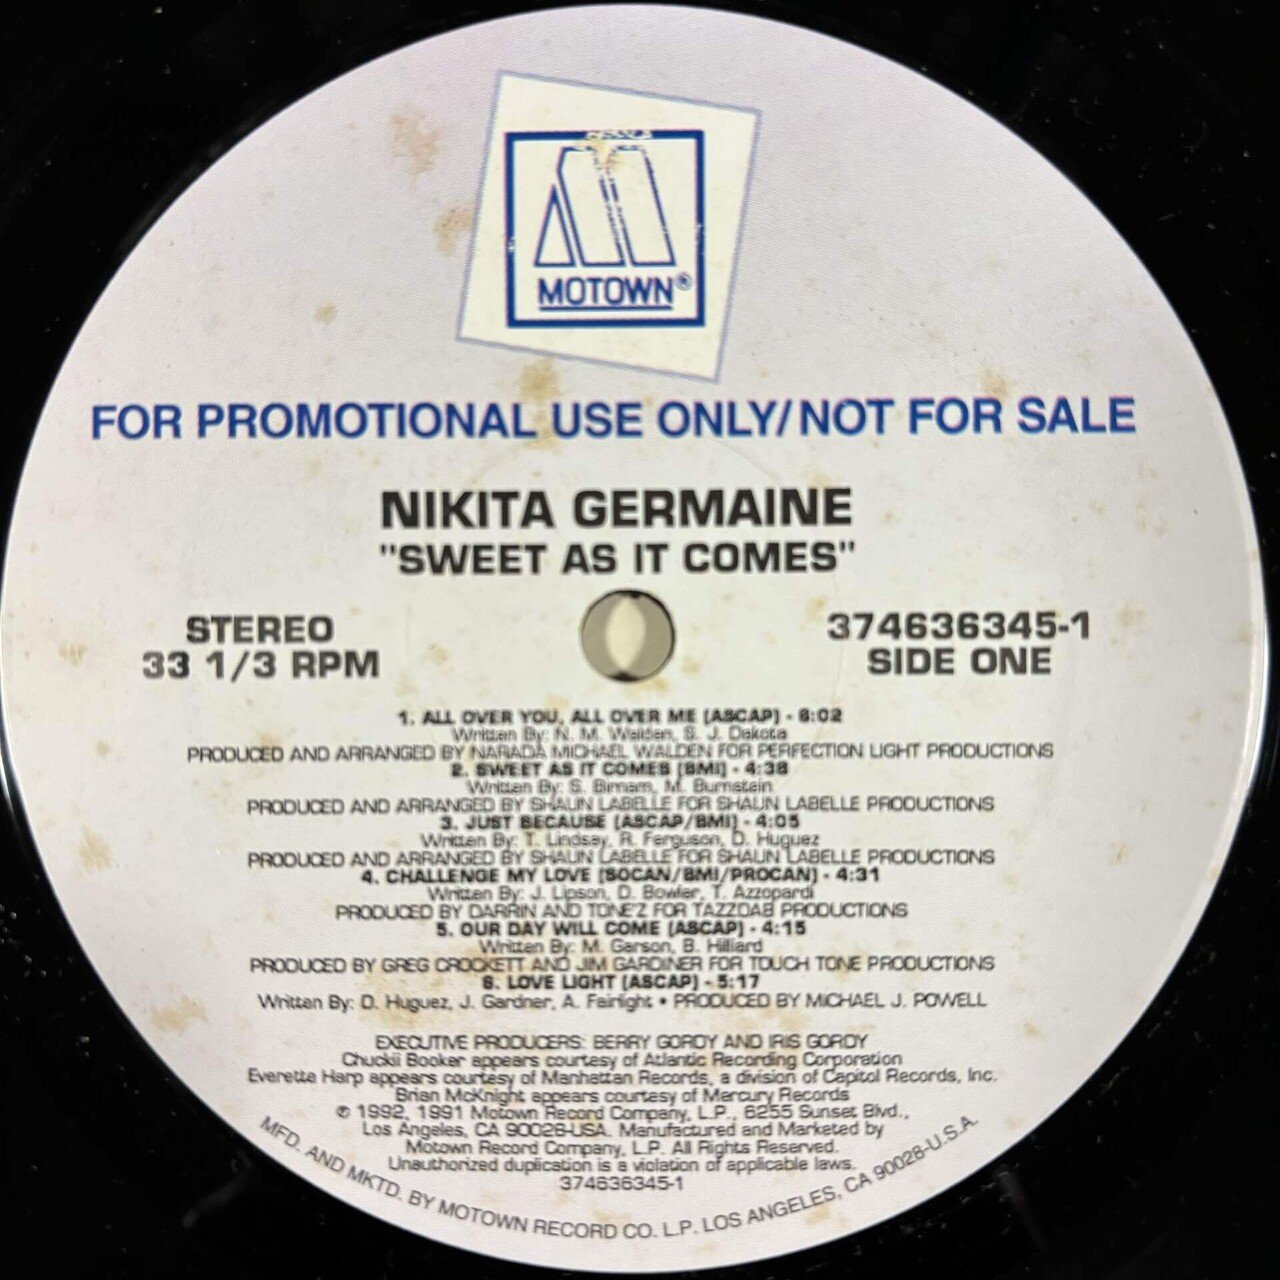 MOTOWN®
FOR PROMOTIONAL USE ONLY/NOT FOR SALE
NIKITA GERMAINE
"SWEET AS IT COMES"
STEREO
33 1/3 RPM
374636345-1
SIDE ONE
1. ALL OVER YOU, ALL OVER ME (ASCAP) - 6:02
Written By: N. M. Walden, S. J. Dakota
PRODUCED AND ARRANGED BY NARADA MICHAEL WALDEN FOR PERFECTION LIGHT PRODUCTIONS
2. SWEET AS IT COMES (BMI) - 4:38
Written By: S. Birnam, M. Burnstein
PRODUCED AND ARRANGED BY SHAUN LABELLE FOR SHAUN LABELLE PRODUCTIONS
3. JUST BECAUSE (ASCAP/BMI) - 4:05
Written By: T. Lindsay, R. Ferguson, D. Huguez
PRODUCED AND ARRANGED BY SHAUN LABELLE FOR SHAUN LABELLE PRODUCTIONS
4. CHALLENGE MY LOVE (SOCAN/BMI/PROCAN) - 4:31
Written By: J. Lipson, D. Bowler, T. Azzopardi
PRODUCED BY DARRIN AND TONE'Z FOR TAZZDAB PRODUCTIONS
5. OUR DAY WILL COME (ASCAP) - 4:15
Written By: M. Garson, B. Hilliard
PRODUCED BY GREG CROCKETT AND JIM GARDINER FOR TOUCH TONE PRODUCTIONS
6. LOVE LIGHT (ASCAP) - 5:17
Written By: D. Huguez, J. Gardner, A. Fairlight • PRODUCED BY MICHAEL J. POWELL
EXECUTIVE PRODUCERS: BERRY GORDY AND IRIS GORDY
Chuckii Booker appears courtesy of Atlantic Recording Corporation
Everette Harp appears courtesy of Manhattan Records, a division of Capitol Records, Inc.
Brian McKnight appears courtesy of Mercury Records
℗ 1992, 1991 Motown Record Company, L.P., 6255 Sunset Blvd.,
Los Angeles, CA 90028-USA. Manufactured and Marketed by
Motown Record Company, L.P. All Rights Reserved.
Unauthorized duplication is a violation of applicable laws.
374636345-1
MFD. AND MKTD. BY MOTOWN RECORD CO. L.P. LOS ANGELES, CA 90028-U.S.A.